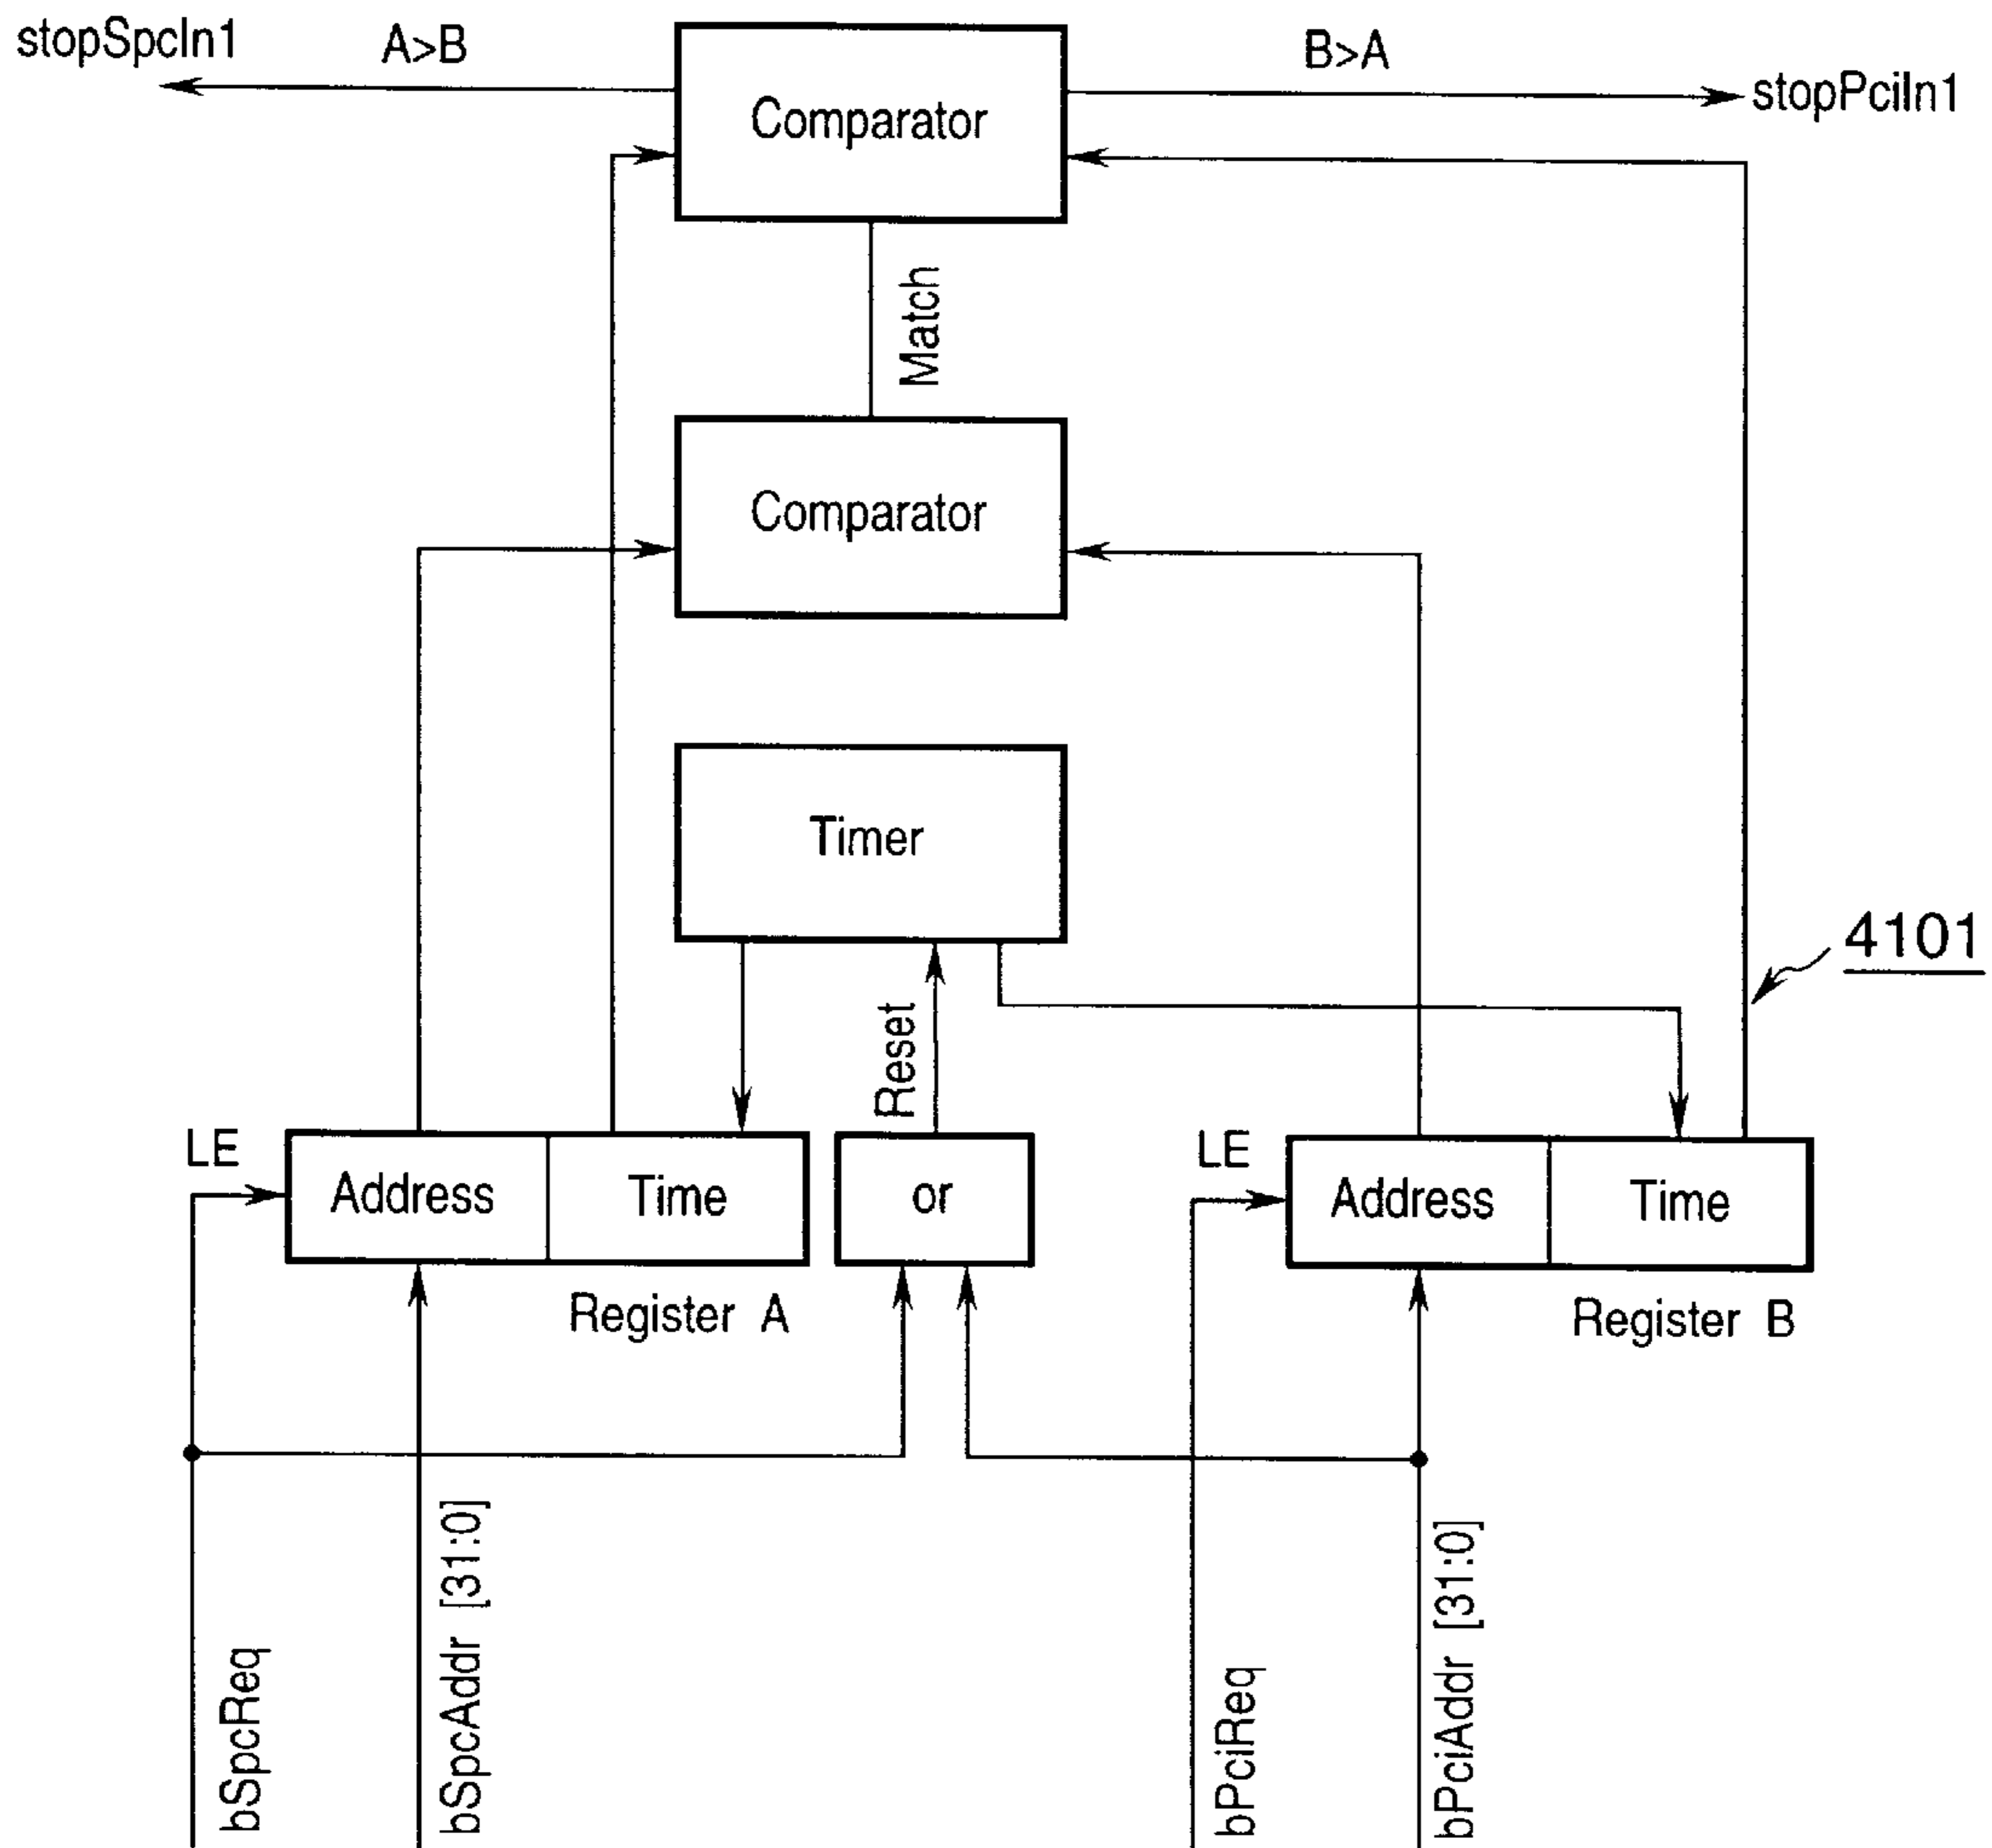 stopSpcIn1
A>B
B>A
stopPciIn1
Comparator
Match
Comparator
Timer
4101
Reset
LE
Address
Time
or
LE
Address
Time
Register A
Register B
bSpcReq
bSpcAddr [31:0]
bPciReq
bPciAddr [31:0]